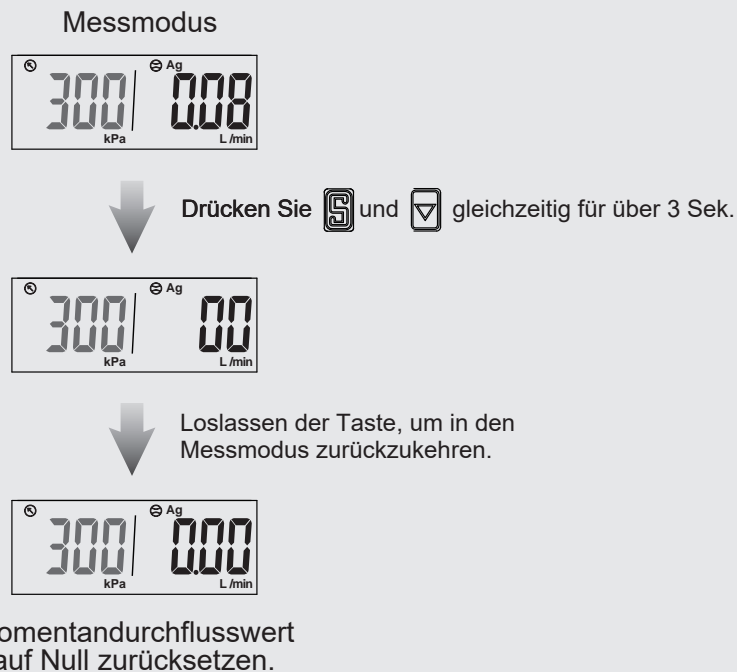 Messmodus
Ag
300 0.08
kPa L/min
Drücken Sie S und gleichzeitig für über 3 Sek.
Ag
300 00
kPa L/min
Loslassen der Taste, um in den
Messmodus zurückzukehren.
Ag
300 0.00
kPa L/min
omentandurchflusswert
auf Null zurücksetzen.